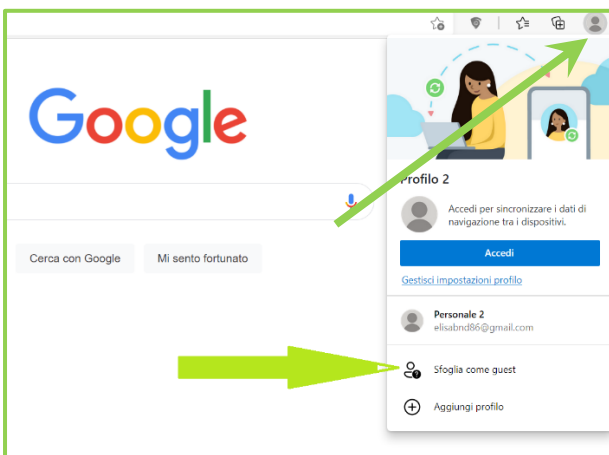 Google
Profilo 2
Accedi per sincronizzare i dati di
navigazione tra i dispositivi.
Cerca con Google
Mi sento fortunato
Accedi
Gestisci impostazioni profilo
Personale 2
elisabnd86@gmail.com
Sfoglia come guest
Aggiungi profilo